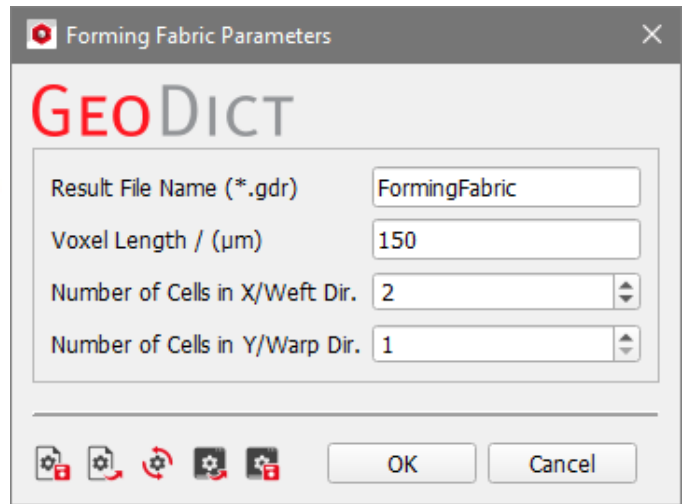 Forming Fabric Parameters
GEODICT
Result File Name (*.gdr) FormingFabric
Voxel Length / (µm) 150
Number of Cells in X/Weft Dir. 2
Number of Cells in Y/Warp Dir. 1
OK Cancel